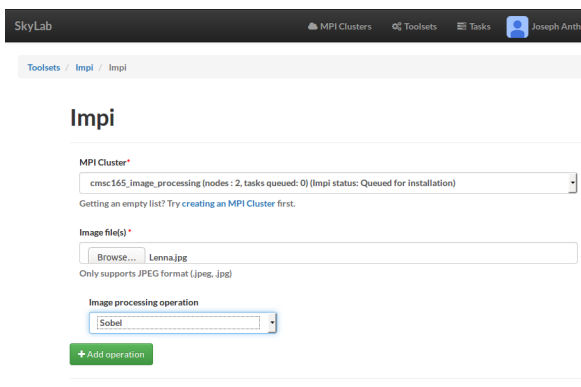 SkyLab MPI Clusters Toolsets Tasks Joseph Anth
Toolsets / Impi / Impi
Impi
MPI Cluster*
cmsc165_image_processing (nodes : 2, tasks queued: 0) (Impi status: Queued for installation)
Getting an empty list? Try creating an MPI Cluster first.
Image file(s) *
Browse... Lenna.jpg
Only supports JPEG format (.jpeg, .jpg)
Image processing operation
Sobel
+ Add operation